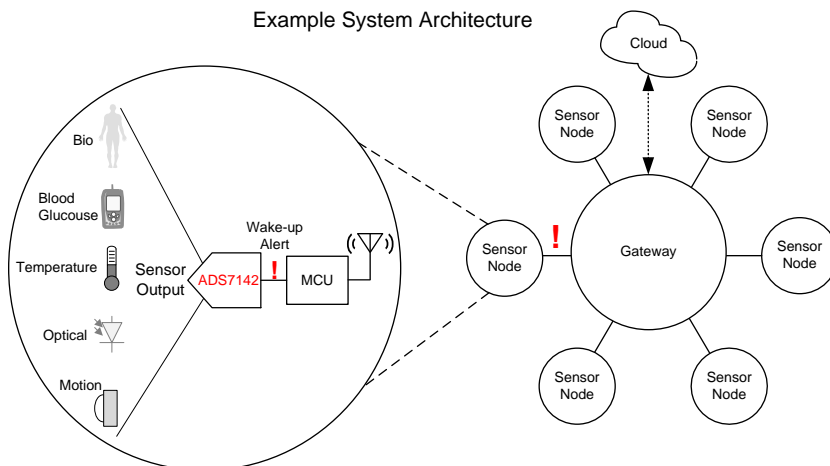 Example System Architecture
Bio
Blood
Glucouse
Temperature
Optical
Motion
Sensor
Output
ADS7142
Wake-up
Alert
!
MCU
Cloud
Sensor
Node
Sensor
Node
Sensor
Node
!
Gateway
Sensor
Node
Sensor
Node
Sensor
Node